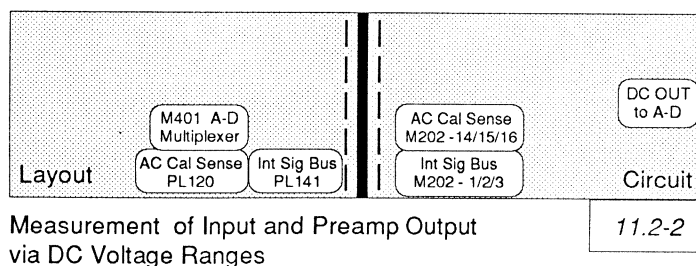 M401 A-D
Multiplexer
AC Cal Sense
PL120
Int Sig Bus
PL141
Layout
AC Cal Sense
M202 -14/15/16
Int Sig Bus
M202 - 1/2/3
DC OUT
to A-D
Circuit
Measurement of Input and Preamp Output
via DC Voltage Ranges
11.2-2